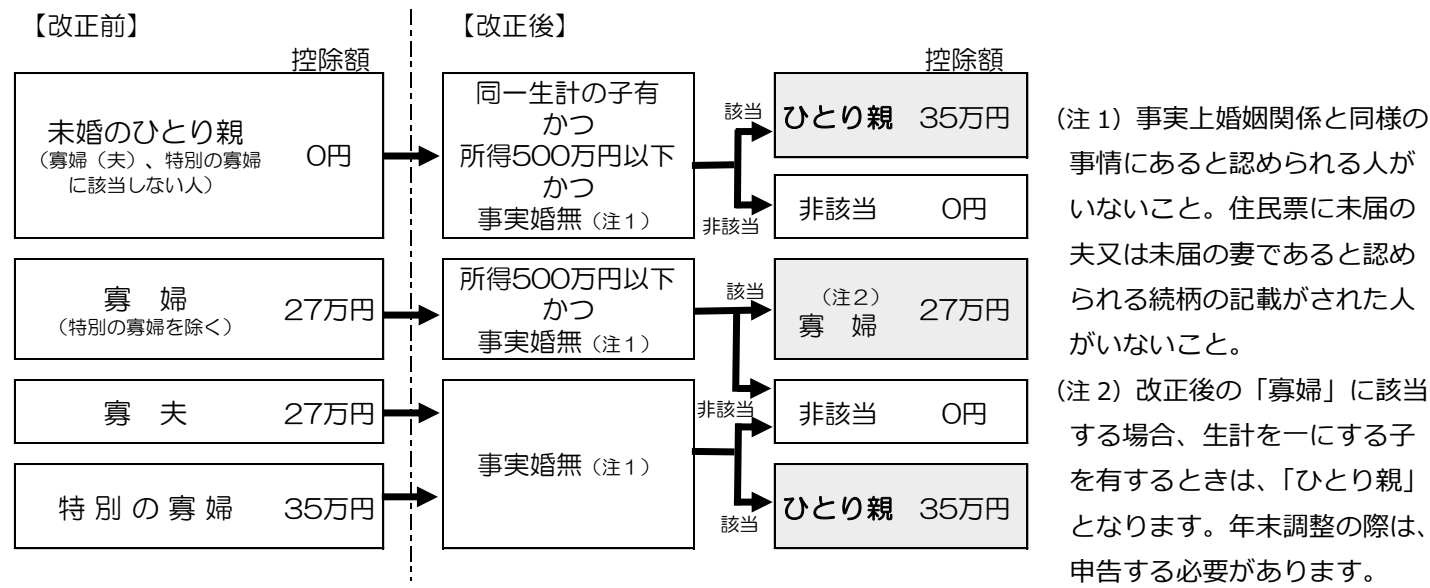 【改正前】
控除額
未婚のひとり親
（寡婦（夫）、特別の寡婦
に該当しない人）
0円
寡　婦
（特別の寡婦を除く）
27万円
寡　夫
27万円
特別の寡婦
35万円
【改正後】
控除額
同一生計の子有
かつ
所得500万円以下
かつ
事実婚無（注１）
該当
非該当
ひとり親　35万円
非該当　0円
所得500万円以下
かつ
事実婚無（注１）
該当
（注２）
寡　婦
27万円
非該当
非該当　0円
事実婚無（注１）
該当
ひとり親　35万円
（注 1）事実上婚姻関係と同様の
事情にあると認められる人が
いないこと。住民票に未届の
夫又は未届の妻であると認め
られる続柄の記載がされた人
がいないこと。
（注 2）改正後の「寡婦」に該当
する場合、生計を一にする子
を有するときは、「ひとり親」
となります。年末調整の際は、
申告する必要があります。